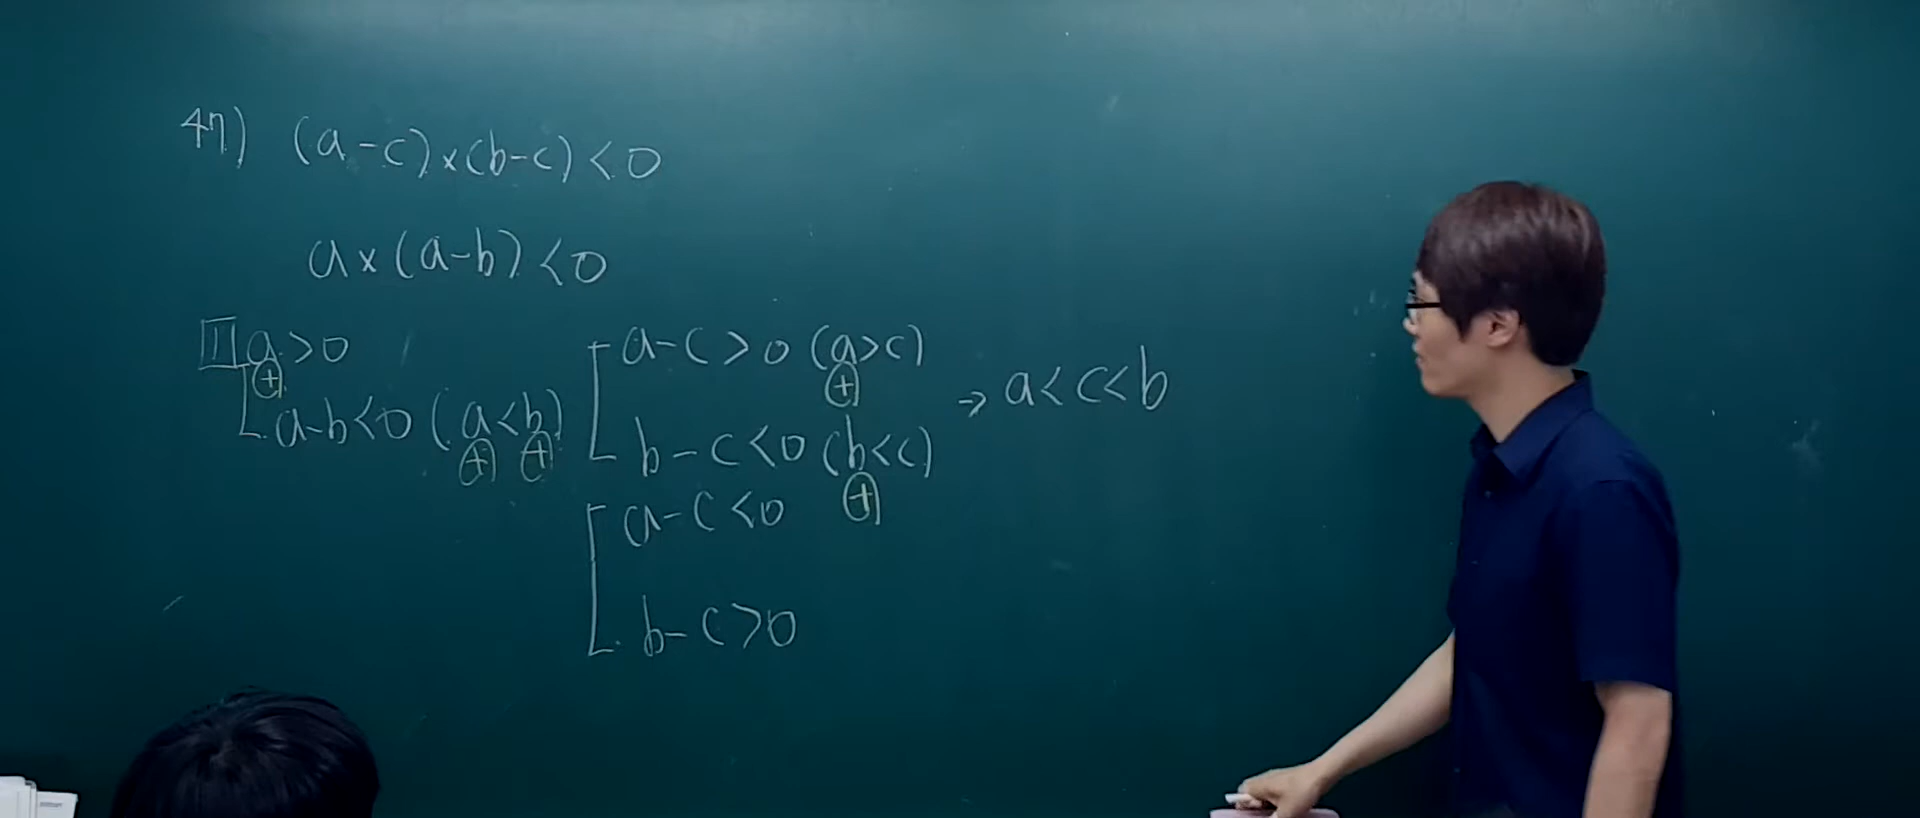 47) (a-c)×(b-c)<0
a×(a-b)<0
1 a>0
⊕
a-b<0 (a<b)
⊕ ⊕
a-c>0 (a>c)
⊕
b-c<0 (b<c)
⊕
→ a<c<b
a-c<0
b-c>0